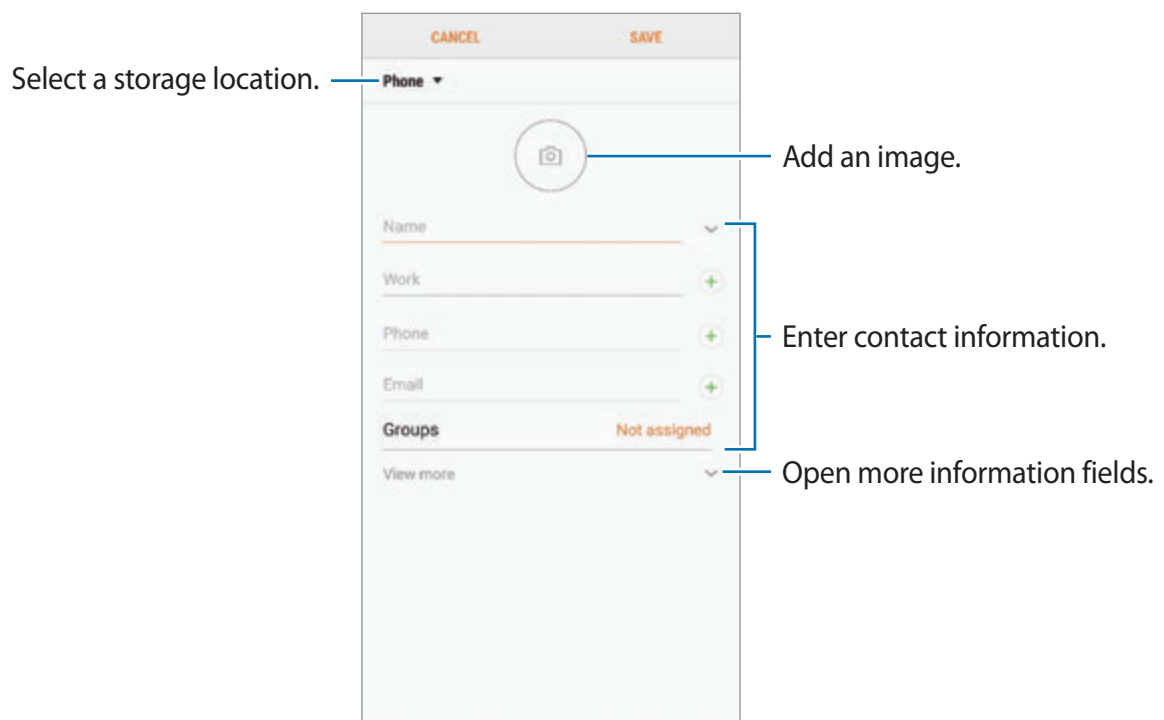 CANCEL SAVE
Select a storage location.
Phone
Add an image.
Name
Work
Phone
Enter contact information.
Email
Groups Not assigned
View more
Open more information fields.